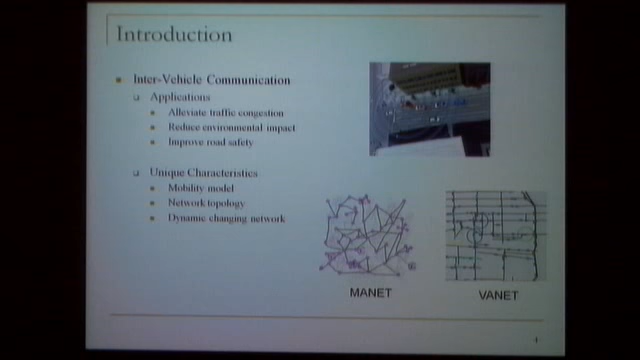 Introduction
Inter-Vehicle Communication
Applications
Alleviate traffic congestion
Reduce environmental impact
Improve road safety
Unique Characteristics
Mobility model
Network topology
Dynamic changing network
MANET
VANET
4